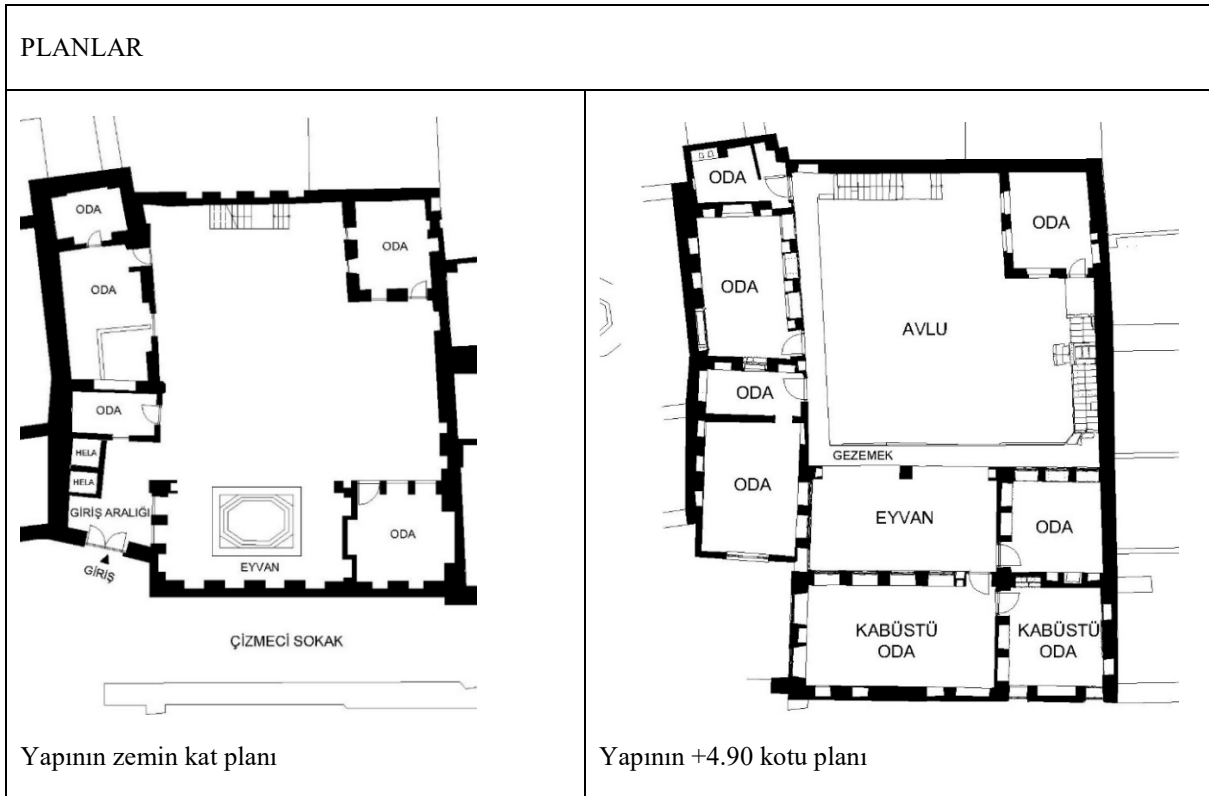 PLANLAR
ODA
ODA
ODA
ODA
HELA
HELA
GİRİŞ ARALIĞI
GİRİŞ
EYVAN
ODA
ÇİZMECİ SOKAK
Yapının zemin kat planı
ODA
ODA
ODA
AVLU
ODA
GEZEMEK
ODA
EYVAN
ODA
KABÜSTÜ
ODA
KABÜSTÜ
ODA
Yapının +4.90 kotu planı